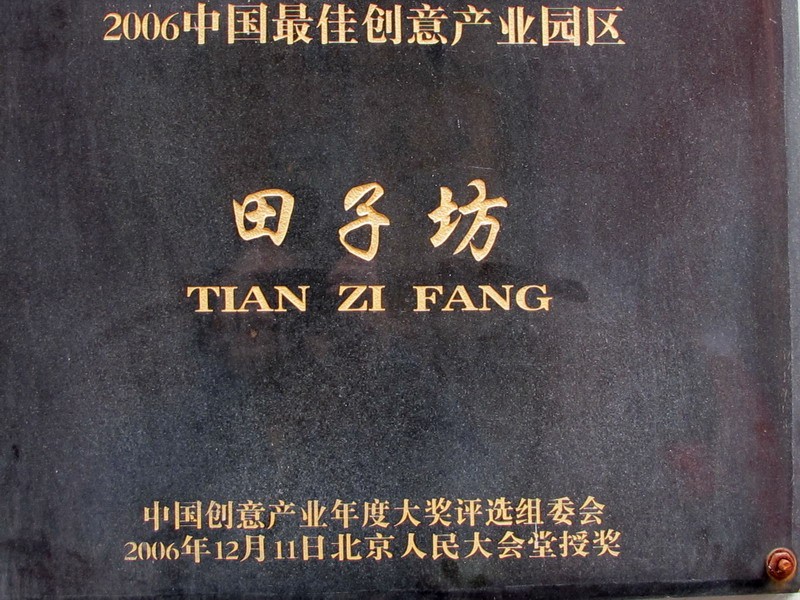 2006中国最佳创意产业园区
田子坊
TIAN ZI FANG
中国创意产业年度大奖评选组委会
2006年12月11日北京人民大会堂授奖